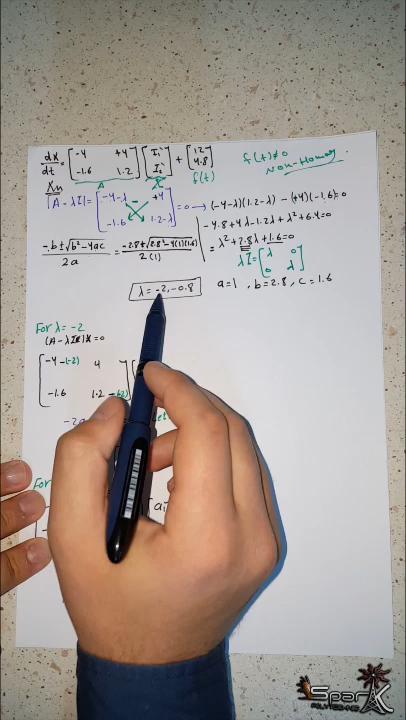 dx/dt = [-4 +4 -1.6 1.2] [I₁ I₂] + [12 4.8] f(t)≠0
A x f(t) Non-Homog.
Xh
|A-λI| = [-4-λ +4 -1.6 1.2-λ] = 0 → (-4-λ)(1.2-λ) - (+4)(-1.6)=0
-4.8+4λ-1.2λ+λ²+6.4=0
(-b±√b²-4ac)/2a = (-2.8±√2.8²-4(1)(1.6))/2(1) = λ²+2.8λ+1.6=0
λI=[λ 0 0 λ]
λ=-2,-0.8 a=1, b=2.8, c=1.6
For λ=-2
[-4-(-2) 4 -1.6 1.2-(-2)]
For
Spark
POLYTECHNIC